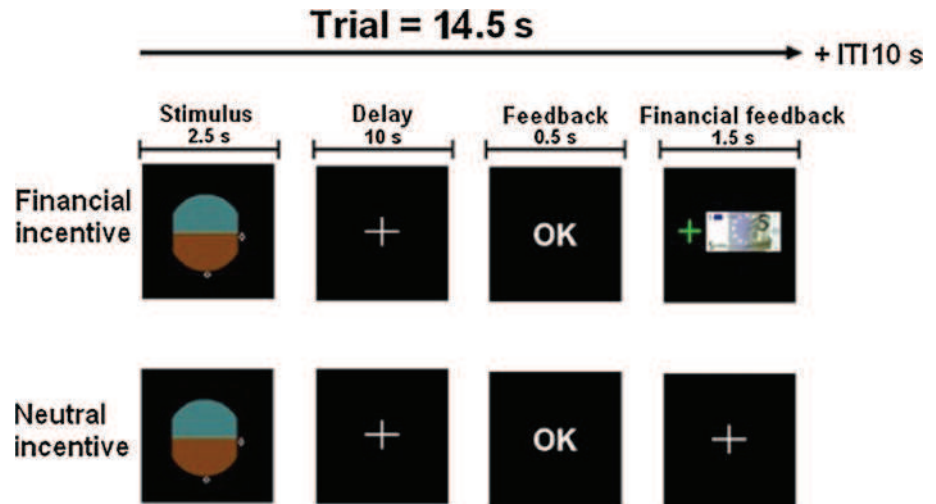 Trial = 14.5 s
+ ITI 10 s
Stimulus
2.5 s
Delay
10 s
Feedback
0.5 s
Financial feedback
1.5 s
Financial
incentive
OK
5
Neutral
incentive
OK